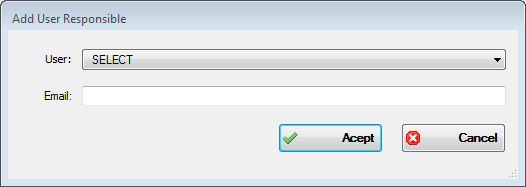 Add User Responsible
User: SELECT
Email:
Acept Cancel